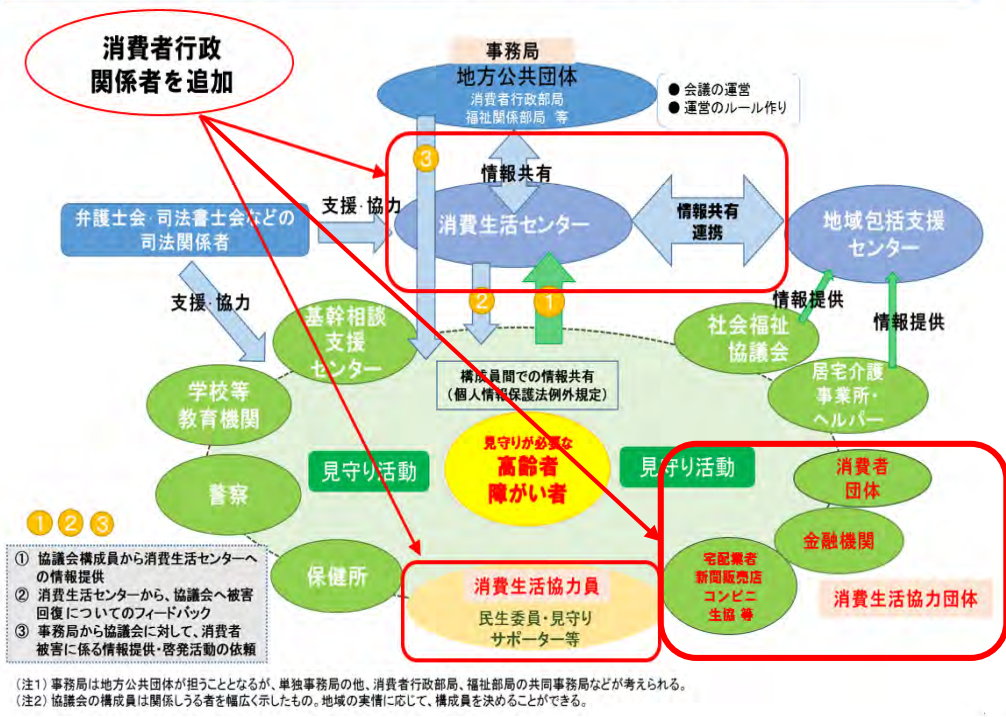 消費者行政
関係者を追加
事務局
地方公共団体
消費者行政部局
福祉関係部局 等
● 会議の運営
● 運営のルール作り
③
情報共有
弁護士会・司法書士会などの
司法関係者
支援・協力
消費生活センター
情報共有
連携
地域包括支援
センター
支援・協力
②
①
情報提供
情報提供
基幹相談
支援
センター
社会福祉
協議会
学校等
教育機関
構成員間での情報共有
（個人情報保護法例外規定）
居宅介護
事業所・
ヘルパー
見守り活動
見守りが必要な
高齢者
障がい者
見守り活動
警察
消費者
団体
金融機関
① ② ③
① 協議会構成員から消費生活センターへ
の情報提供
② 消費生活センターから、協議会へ被害
回復についてのフィードバック
③ 事務局から協議会に対して、消費者
被害に係る情報提供・啓発活動の依頼
保健所
消費生活協力員
民生委員・見守り
サポーター等
宅配業者
新聞販売店
コンビニ
生協 等
消費生活協力団体
（注1）事務局は地方公共団体が担うこととなるが、単独事務局の他、消費者行政部局、福祉部局の共同事務局などが考えられる。
（注2）協議会の構成員は関係しうる者を幅広く示したもの。地域の実情に応じて、構成員を決めることができる。